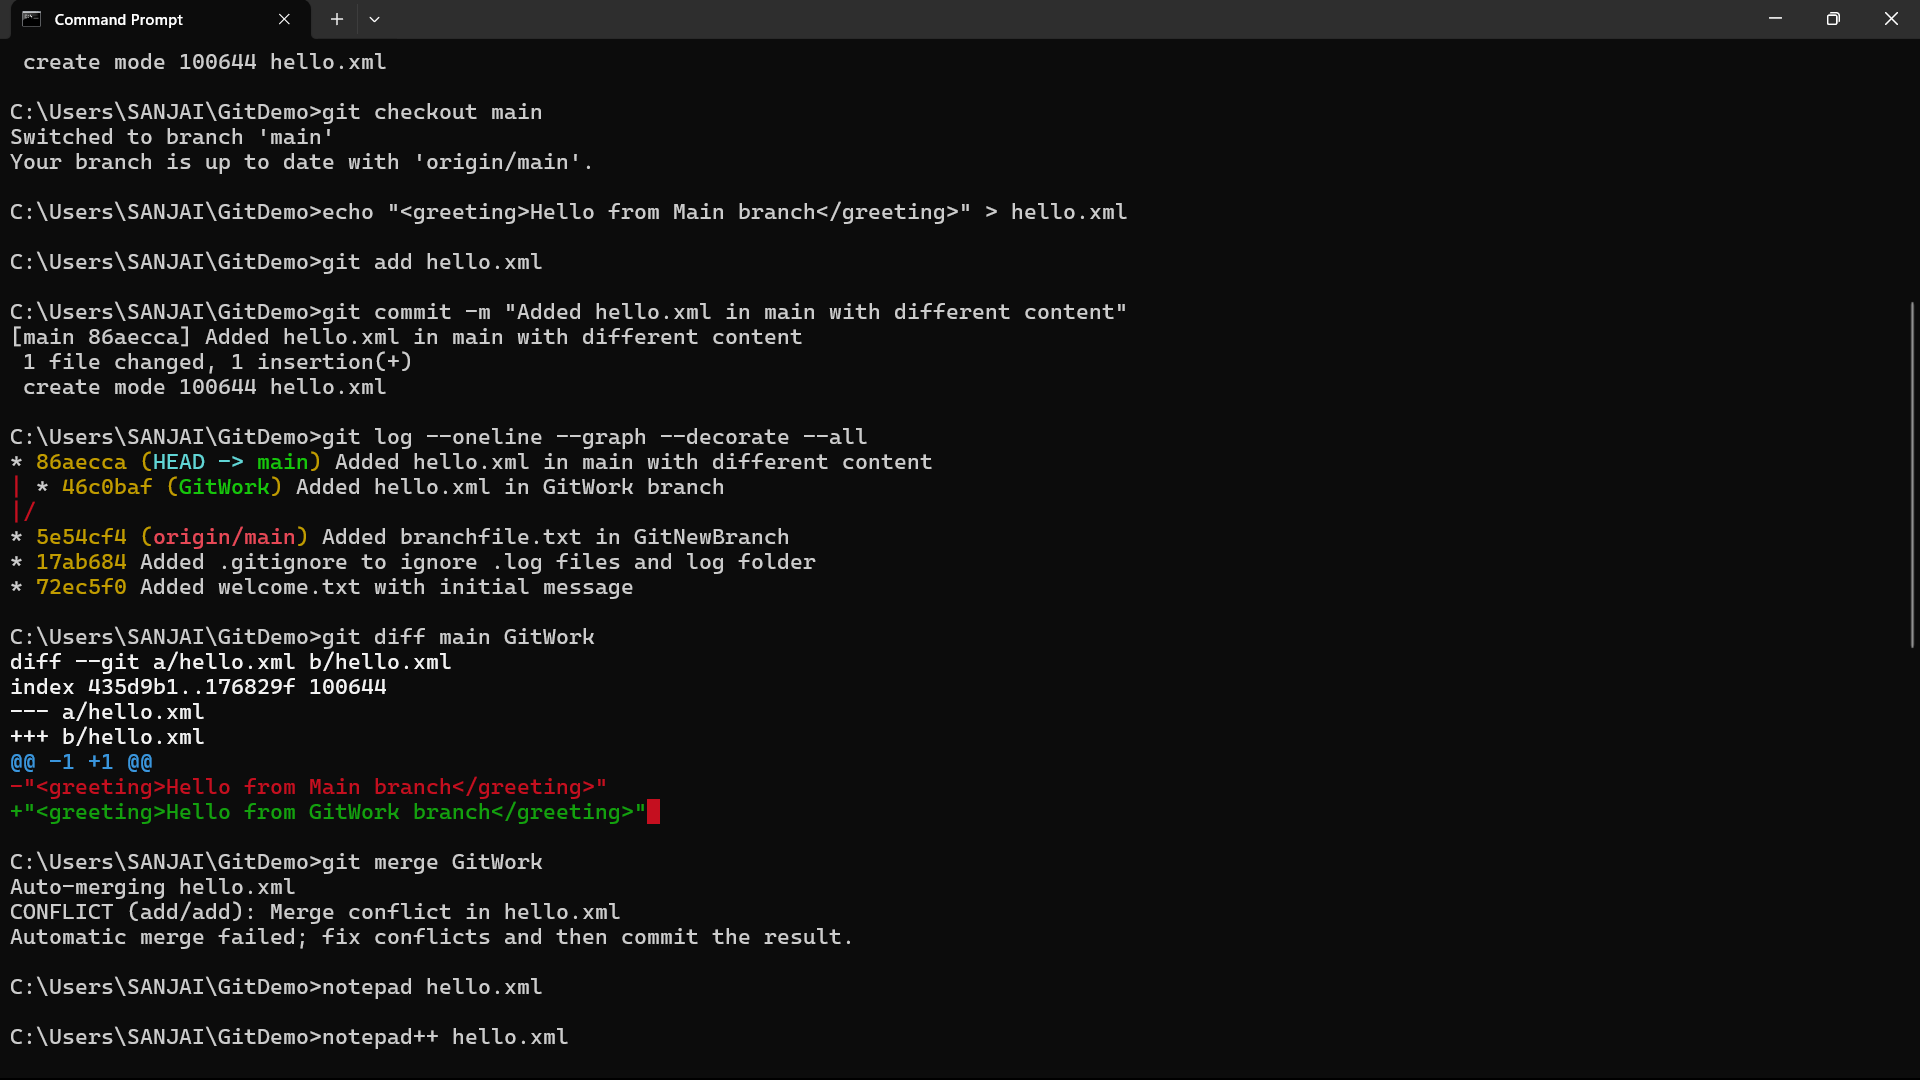 Command Prompt
create mode 100644 hello.xml
C:\Users\SANJAI\GitDemo>git checkout main
Switched to branch 'main'
Your branch is up to date with 'origin/main'.
C:\Users\SANJAI\GitDemo>echo "<greeting>Hello from Main branch</greeting>" > hello.xml
C:\Users\SANJAI\GitDemo>git add hello.xml
C:\Users\SANJAI\GitDemo>git commit -m "Added hello.xml in main with different content"
[main 86aecca] Added hello.xml in main with different content
 1 file changed, 1 insertion(+)
 create mode 100644 hello.xml
C:\Users\SANJAI\GitDemo>git log --oneline --graph --decorate --all
* 86aecca (HEAD -> main) Added hello.xml in main with different content
| * 46c0baf (GitWork) Added hello.xml in GitWork branch
|/
* 5e54cf4 (origin/main) Added branchfile.txt in GitNewBranch
* 17ab684 Added .gitignore to ignore .log files and log folder
* 72ec5f0 Added welcome.txt with initial message
C:\Users\SANJAI\GitDemo>git diff main GitWork
diff --git a/hello.xml b/hello.xml
index 435d9b1..176829f 100644
--- a/hello.xml
+++ b/hello.xml
@@ -1 +1 @@
-"<greeting>Hello from Main branch</greeting>"
+"<greeting>Hello from GitWork branch</greeting>"
C:\Users\SANJAI\GitDemo>git merge GitWork
Auto-merging hello.xml
CONFLICT (add/add): Merge conflict in hello.xml
Automatic merge failed; fix conflicts and then commit the result.
C:\Users\SANJAI\GitDemo>notepad hello.xml
C:\Users\SANJAI\GitDemo>notepad++ hello.xml